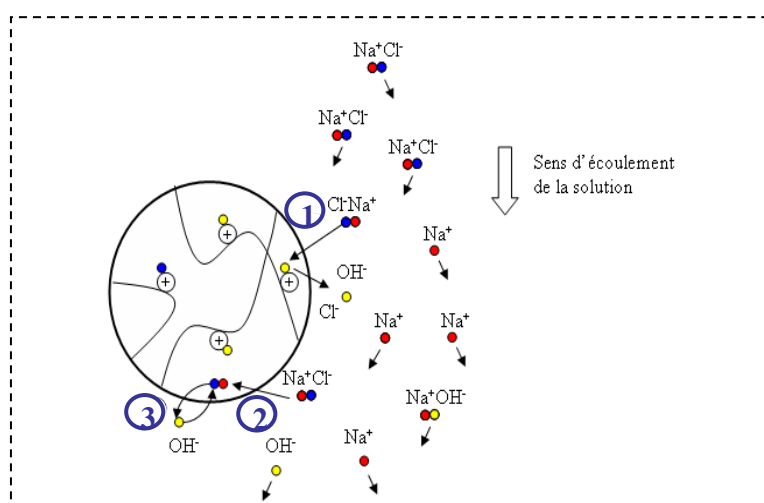 Na⁺Cl⁻
Na⁺Cl⁻
Na⁺Cl⁻
Sens d'écoulement
de la solution
1
Cl⁻Na⁺
Na⁺
+
+
+
+
OH⁻
Cl⁻
Na⁺
Na⁺
Na⁺Cl⁻
Na⁺OH⁻
3
2
OH⁻
OH⁻
Na⁺